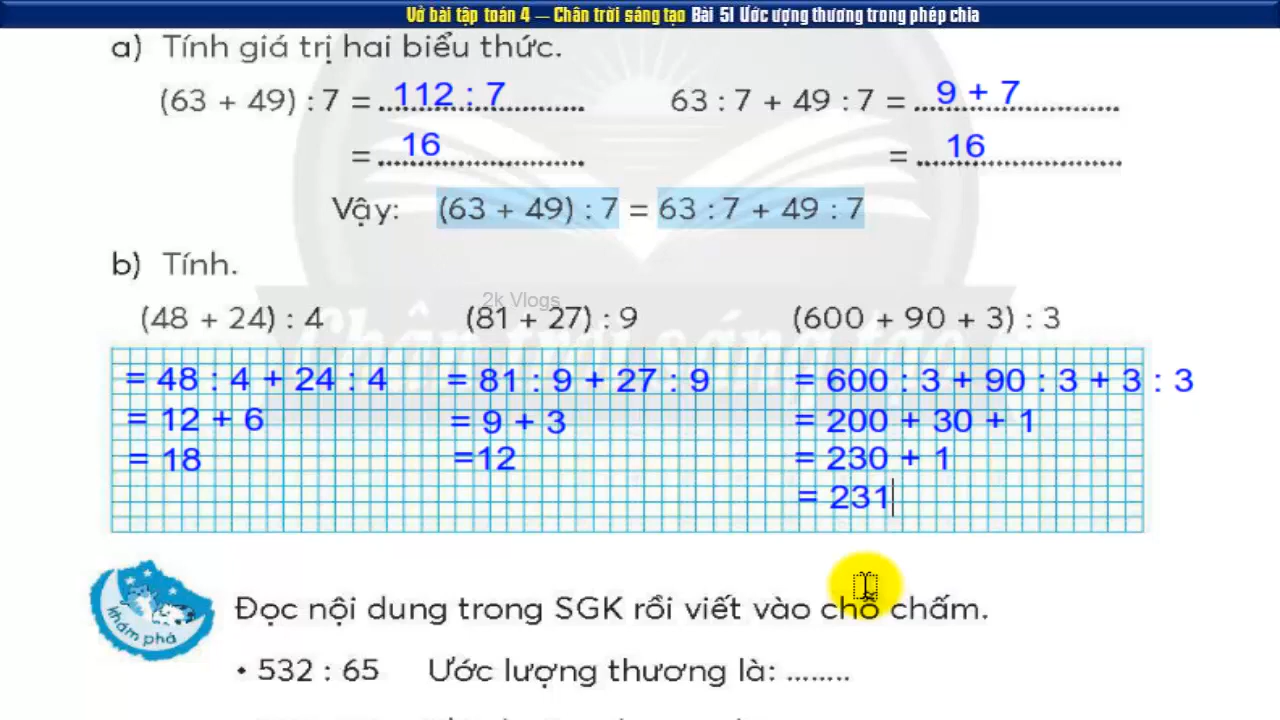 Vở bài tập toán 4 – Chân trời sáng tạo Bài 51 Ước ượng thương trong phép chia
a) Tính giá trị hai biểu thức.
(63 + 49) : 7 = 112 : 7
63 : 7 + 49 : 7 = 9 + 7
= 16
= 16
Vậy: (63 + 49) : 7 = 63 : 7 + 49 : 7
b) Tính.
2k Vlogs
(48 + 24) : 4
(81 + 27) : 9
(600 + 90 + 3) : 3
Chân trời sáng tạo
= 48 : 4 + 24 : 4
= 81 : 9 + 27 : 9
= 600 : 3 + 90 : 3 + 3 : 3
= 12 + 6
= 9 + 3
= 200 + 30 + 1
= 18
=12
= 230 + 1
= 231
khám phá
Đọc nội dung trong SGK rồi viết vào chỗ chấm.
• 532 : 65 Ước lượng thương là: ........